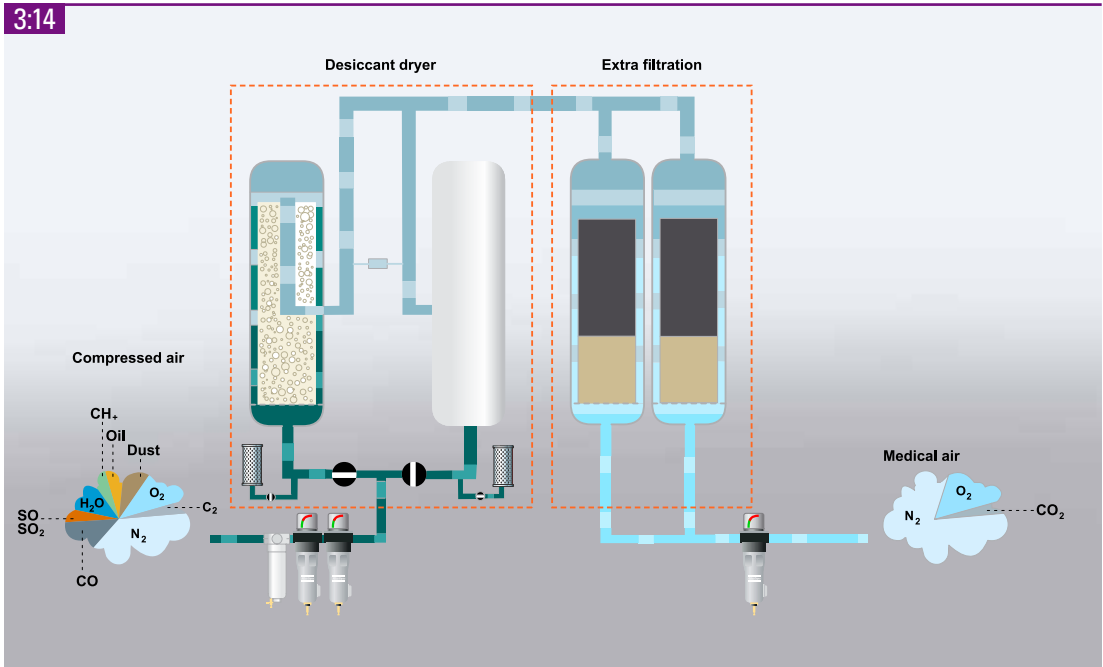 3:14
Desiccant dryer
Extra filtration
Compressed air
CH₊
Oil
Dust
O₂
C₂
H₂O
SO
SO₂
N₂
CO
Medical air
O₂
N₂
CO₂